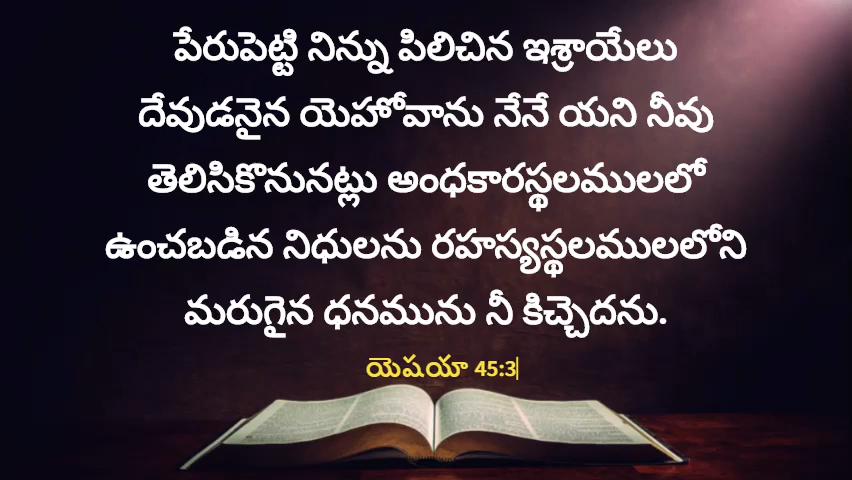 పేరుపెట్టి నిన్ను పిలిచిన ఇశ్రాయేలు
దేవుడనైన యెహోవాను నేనే యని నీవు
తెలిసికొనునట్లు అంధకారస్థలములలో
ఉంచబడిన నిధులను రహస్యస్థలములలోని
మరుగైన ధనమును నీ కిచ్చెదను.
యెషయా 45:3